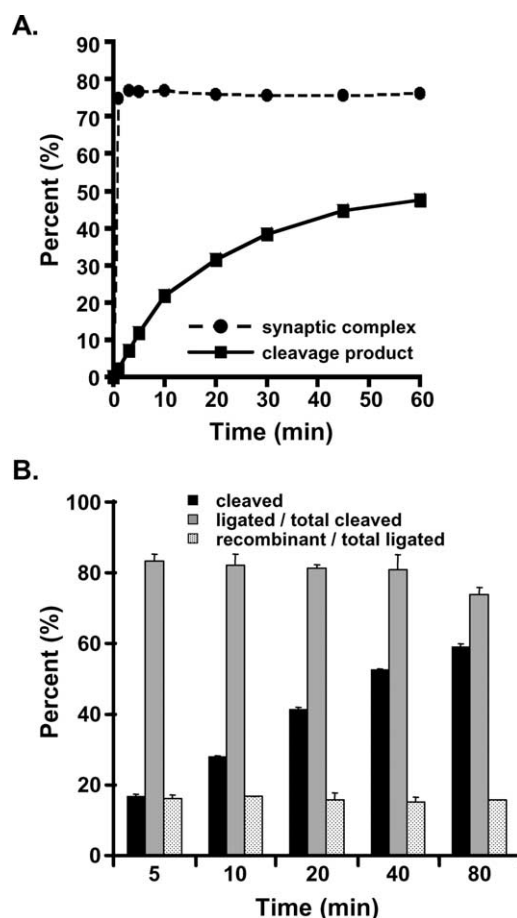 A.
90
80
70
60
50
40
30
20
10
0
Percent (%)
synaptic complex
cleavage product
0 10 20 30 40 50 60
Time (min)
B.
100
80
60
40
20
0
Percent (%)
cleaved
ligated / total cleaved
recombinant / total ligated
5 10 20 40 80
Time (min)